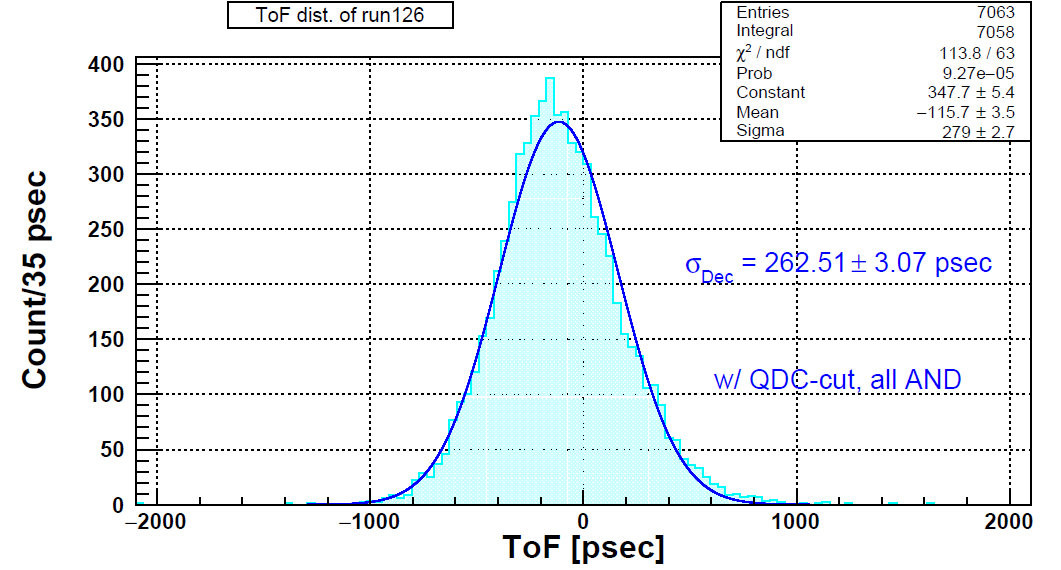 ToF dist. of run126
Entries 7063
Integral 7058
χ² / ndf 113.8 / 63
Prob 9.27e−05
Constant 347.7 ± 5.4
Mean −115.7 ± 3.5
Sigma 279 ± 2.7
Count/35 psec
400
350
300
250
200
150
100
50
0
σDec = 262.51 ± 3.07 psec
w/ QDC-cut, all AND
−2000 −1000 0 1000 2000
ToF [psec]